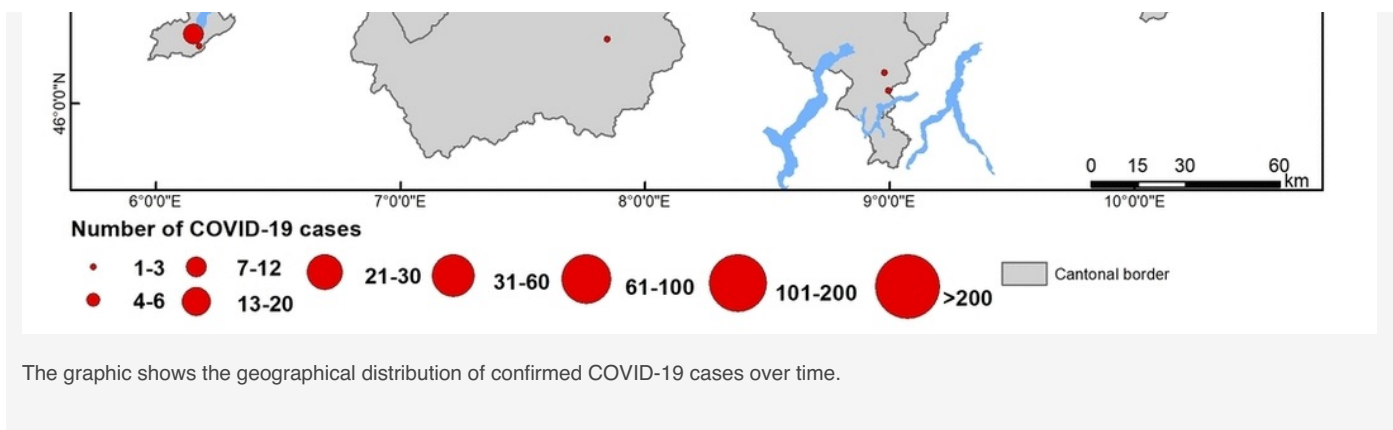 46°0'0"N
0 15 30 60
km
6°0'0"E 7°0'0"E 8°0'0"E 9°0'0"E 10°0'0"E
Number of COVID-19 cases
1-3 7-12 21-30 31-60 61-100 101-200 >200 Cantonal border
4-6 13-20
The graphic shows the geographical distribution of confirmed COVID-19 cases over time.